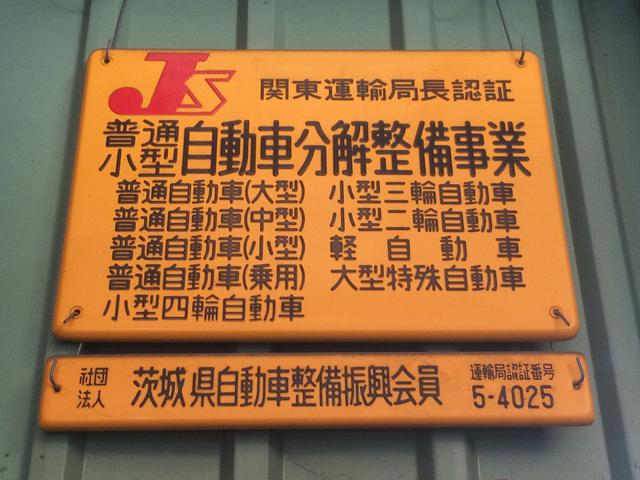 JS 関東運輸局長認証
普通
小型 自動車分解整備事業
普通自動車(大型) 小型三輪自動車
普通自動車(中型) 小型二輪自動車
普通自動車(小型) 軽自動車
普通自動車(乗用) 大型特殊自動車
小型四輪自動車
社団
法人 茨城県自動車整備振興会員 運輸局認証番号
5-4025